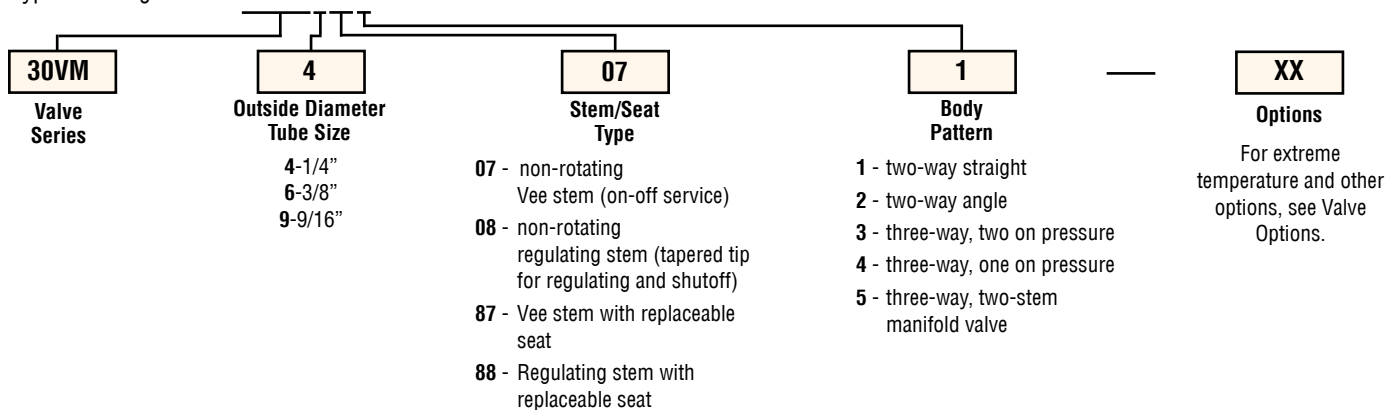 30VM
Valve
Series
4
Outside Diameter
Tube Size
4-1/4”
6-3/8”
9-9/16”
07
Stem/Seat
Type
07 - non-rotating
Vee stem (on-off service)
08 - non-rotating
regulating stem (tapered tip
for regulating and shutoff)
87 - Vee stem with replaceable
seat
88 - Regulating stem with
replaceable seat
1
Body
Pattern
1 - two-way straight
2 - two-way angle
3 - three-way, two on pressure
4 - three-way, one on pressure
5 - three-way, two-stem
manifold valve
—
XX
Options
For extreme
temperature and other
options, see Valve
Options.